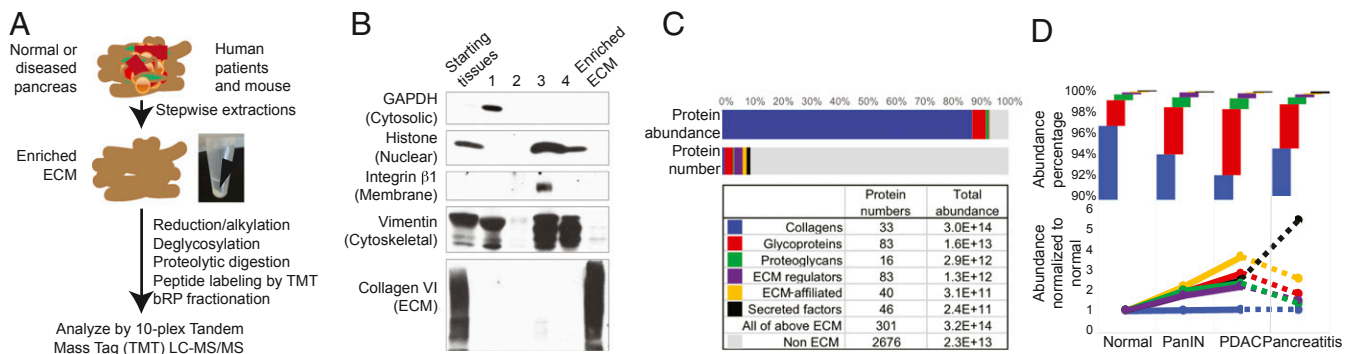 A
Normal or
diseased
pancreas
Human
patients
and mouse
Stepwise extractions
Enriched
ECM
Reduction/alkylation
Deglycosylation
Proteolytic digestion
Peptide labeling by TMT
bRP fractionation
Analyze by 10-plex Tandem
Mass Tag (TMT) LC-MS/MS
B
Starting
tissues
1 2 3 4
Enriched
ECM
GAPDH
(Cytosolic)
Histone
(Nuclear)
Integrin β1
(Membrane)
Vimentin
(Cytoskeletal)
Collagen VI
(ECM)
C
0% 10% 20% 30% 40% 50% 60% 70% 80% 90% 100%
Protein
abundance
Protein
number
Protein numbers Total abundance
Collagens 33 3.0E+14
Glycoproteins 83 1.6E+13
Proteoglycans 16 2.9E+12
ECM regulators 83 1.3E+12
ECM-affiliated 40 3.1E+11
Secreted factors 46 2.4E+11
All of above ECM 301 3.2E+14
Non ECM 2676 2.3E+13
D
Abundance
percentage
100%
98%
96%
94%
92%
90%
Abundance
normalized to
normal
6
5
4
3
2
1
0
Normal PanIN PDAC Pancreatitis